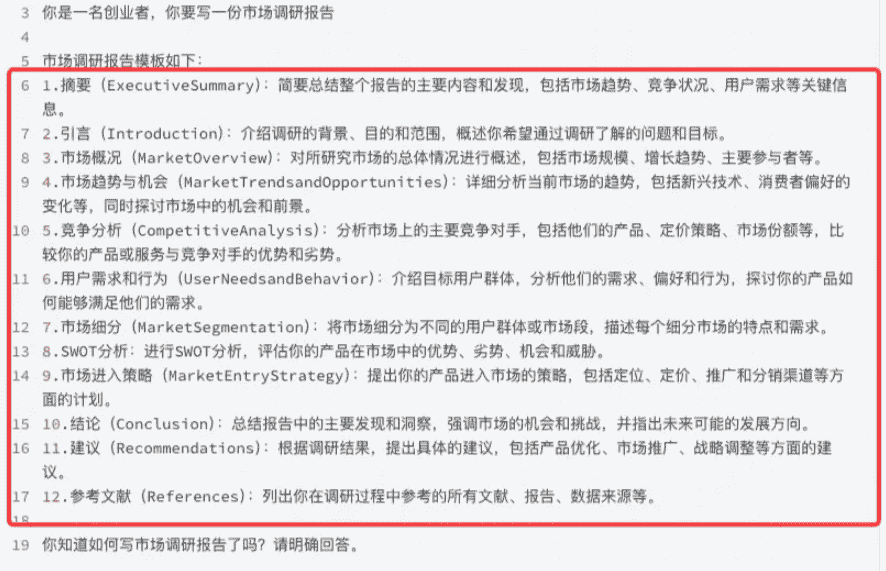 3 你是一名创业者，你要写一份市场调研报告
4
5 市场调研报告模板如下：
6 1.摘要（ExecutiveSummary）：简要总结整个报告的主要内容和发现，包括市场趋势、竞争状况、用户需求等关键信
息。
7 2.引言（Introduction）：介绍调研的背景、目的和范围，概述你希望通过调研了解的问题和目标。
8 3.市场概况（MarketOverview）：对所研究市场的总体情况进行概述，包括市场规模、增长趋势、主要参与者等。
9 4.市场趋势与机会（MarketTrendsandOpportunities）：详细分析当前市场的趋势，包括新兴技术、消费者偏好的
变化等，同时探讨市场中的机会和前景。
10 5.竞争分析（CompetitiveAnalysis）：分析市场上的主要竞争对手，包括他们的产品、定价策略、市场份额等，比
较你的产品或服务与竞争对手的优势和劣势。
11 6.用户需求和行为（UserNeedsandBehavior）：介绍目标用户群体，分析他们的需求、偏好和行为，探讨你的产品如
何能够满足他们的需求。
12 7.市场细分（MarketSegmentation）：将市场细分为不同的用户群体或市场段，描述每个细分市场的特点和需求。
13 8.SWOT分析：进行SWOT分析，评估你的产品在市场中的优势、劣势、机会和威胁。
14 9.市场进入策略（MarketEntryStrategy）：提出你的产品进入市场的策略，包括定位、定价、推广和分销渠道等方
面的计划。
15 10.结论（Conclusion）：总结报告中的主要发现和洞察，强调市场的机会和挑战，并指出未来可能的发展方向。
16 11.建议（Recommendations）：根据调研结果，提出具体的建议，包括产品优化、市场推广、战略调整等方面的建
议。
17 12.参考文献（References）：列出你在调研过程中参考的所有文献、报告、数据来源等。
18
19 你知道如何写市场调研报告了吗？请明确回答。